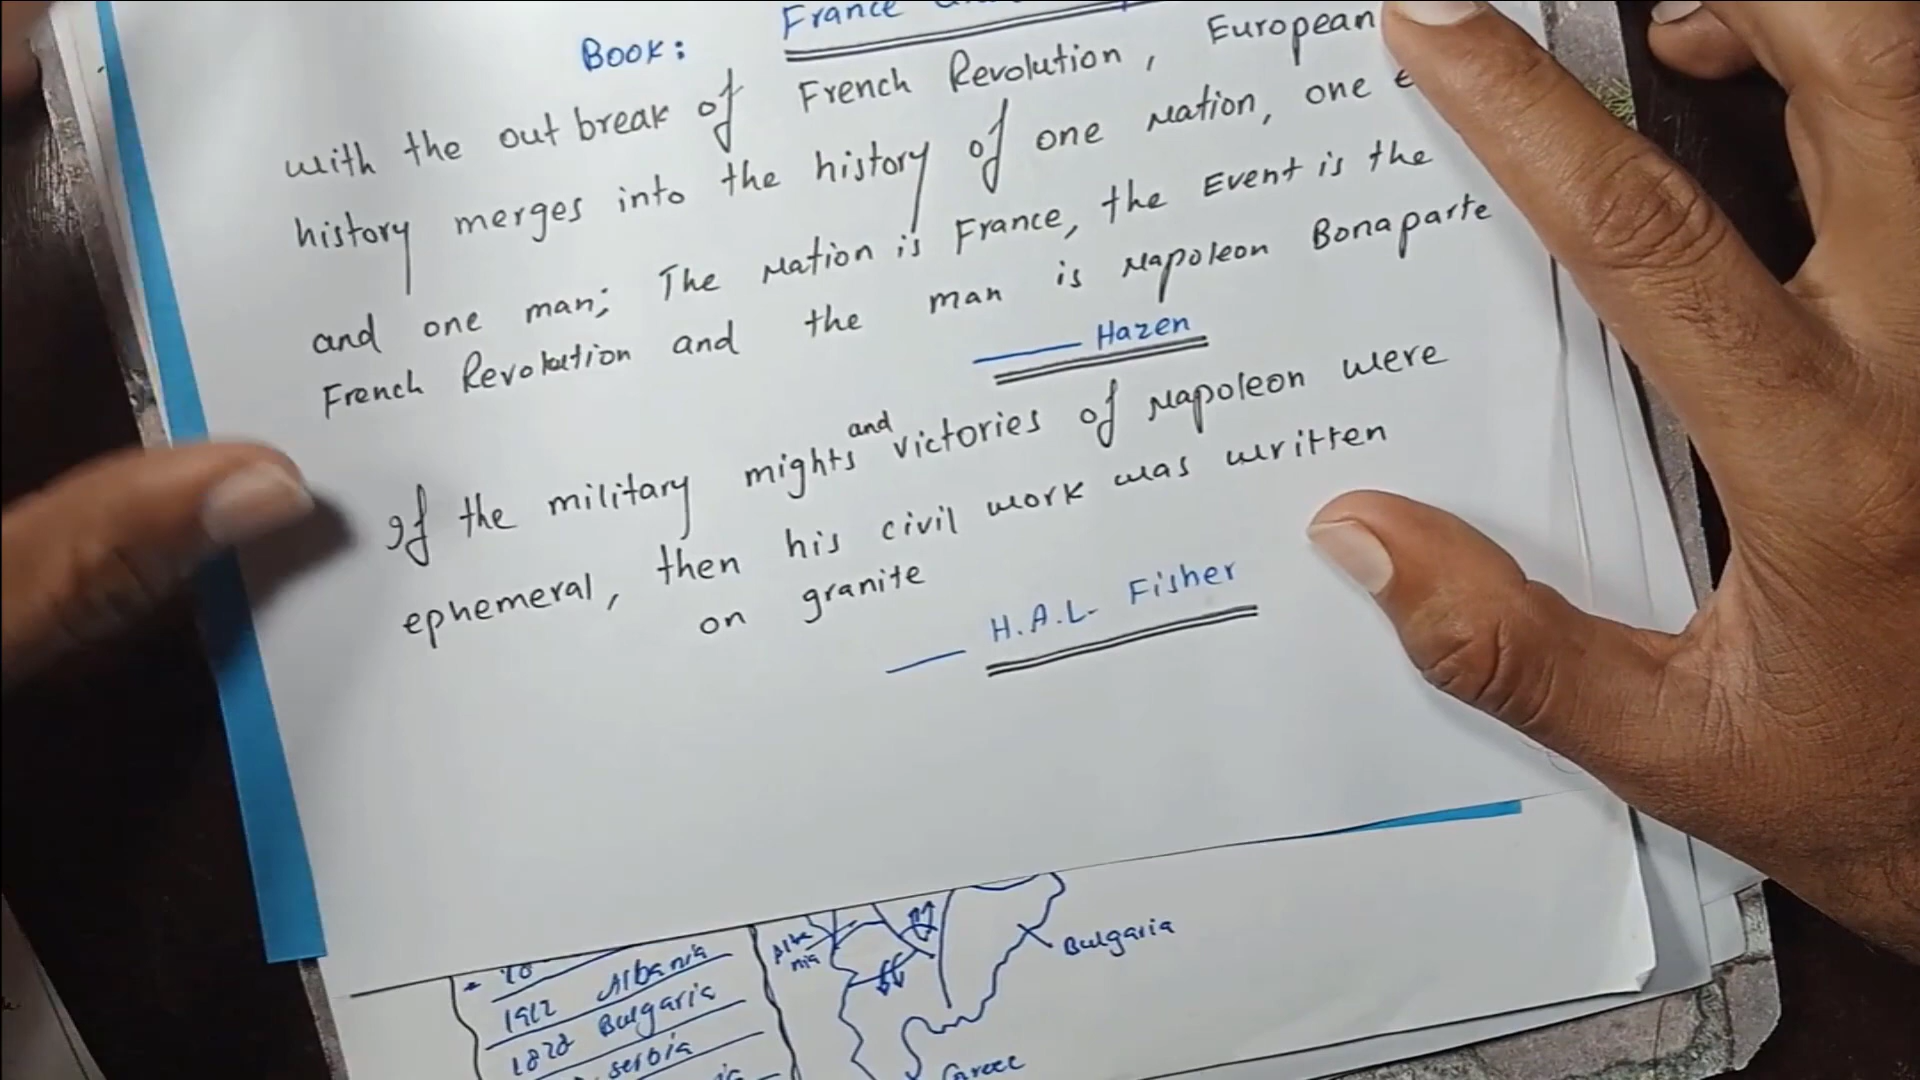 France
Book:
with the out break of French Revolution, European
history merges into the history of one Nation, one
and one man; The Nation is France, the Event is the
French Revolution and the man is Napoleon Bonaparte
Hazen
If the military mights and victories of Napoleon were
ephemeral, then his civil work was written
on granite
H.A.L- Fisher
1912 Albania
1878 Bulgaria
serbia
Alba
nia
Bulgaria
Greece